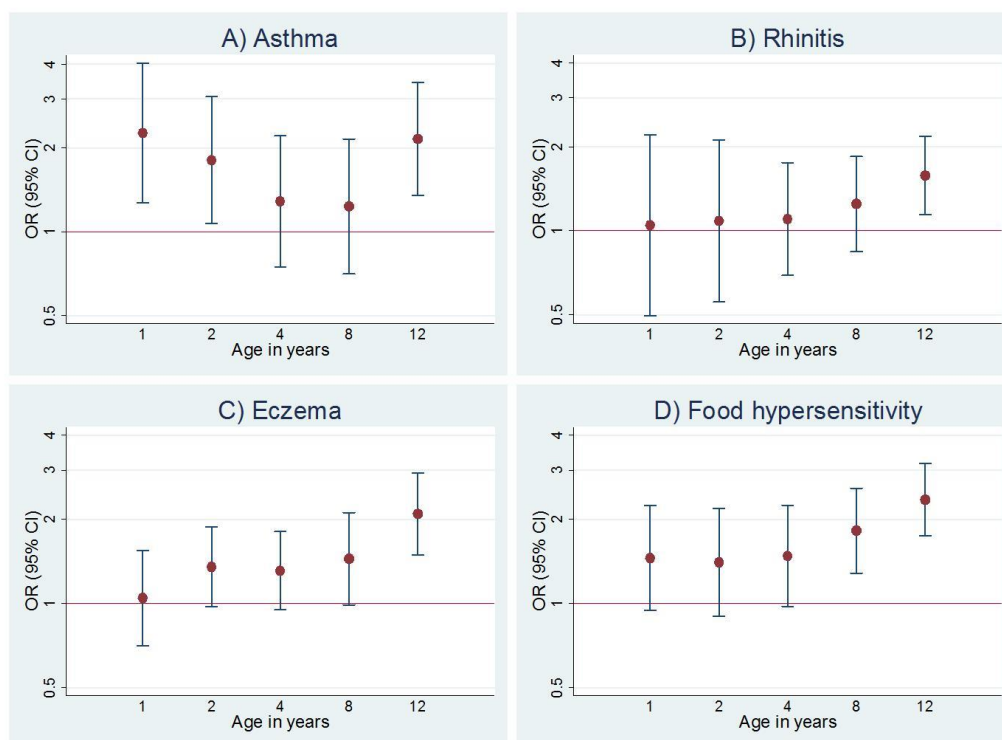 A) Asthma
OR (95% CI)
4
3
2
1
0.5
1 2 4 8 12
Age in years
B) Rhinitis
OR (95% CI)
4
3
2
1
0.5
1 2 4 8 12
Age in years
C) Eczema
OR (95% CI)
4
3
2
1
0.5
1 2 4 8 12
Age in years
D) Food hypersensitivity
OR (95% CI)
4
3
2
1
0.5
1 2 4 8 12
Age in years